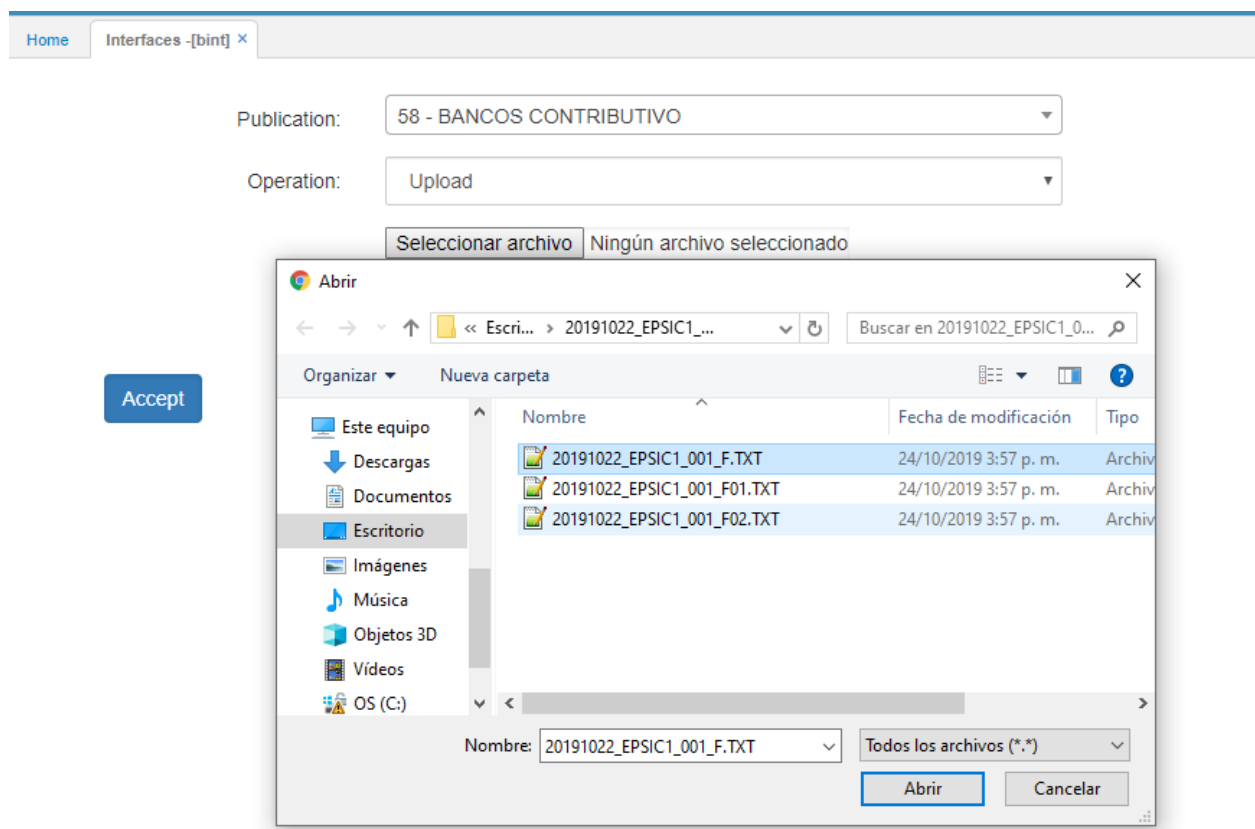 Home Interfaces -[bint] ×
Publication: 58 - BANCOS CONTRIBUTIVO
Operation: Upload
Seleccionar archivo Ningún archivo seleccionado
Abrir
« Escri... › 20191022_EPSIC1_... Buscar en 20191022_EPSIC1_0...
Organizar Nueva carpeta
Accept
Nombre Fecha de modificación Tipo
Este equipo
Descargas
Documentos
Escritorio
Imágenes
Música
Objetos 3D
Vídeos
OS (C:)
20191022_EPSIC1_001_F.TXT 24/10/2019 3:57 p. m. Archiv
20191022_EPSIC1_001_F01.TXT 24/10/2019 3:57 p. m. Archiv
20191022_EPSIC1_001_F02.TXT 24/10/2019 3:57 p. m. Archiv
Nombre: 20191022_EPSIC1_001_F.TXT Todos los archivos (*.*)
Abrir Cancelar